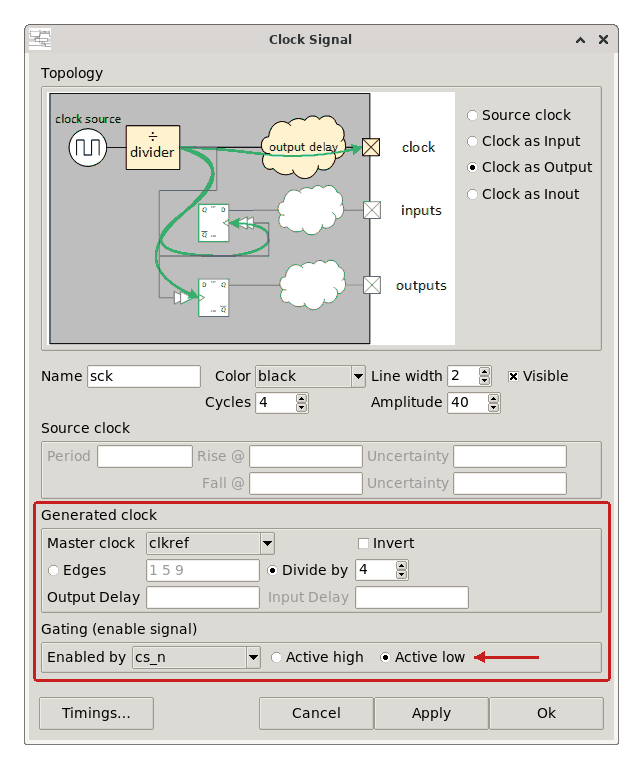 Clock Signal
Topology
clock source
÷
divider
output delay
clock
inputs
outputs
Q
Q
Q
Q
Source clock
Clock as Input
Clock as Output
Clock as Inout
Name sck Color black Line width 2 Visible
Cycles 4 Amplitude 40
Source clock
Period Rise @ Uncertainty
Fall @ Uncertainty
Generated clock
Master clock clkref Invert
Edges 1 5 9 Divide by 4
Output Delay Input Delay
Gating (enable signal)
Enabled by cs_n Active high Active low
Timings... Cancel Apply Ok